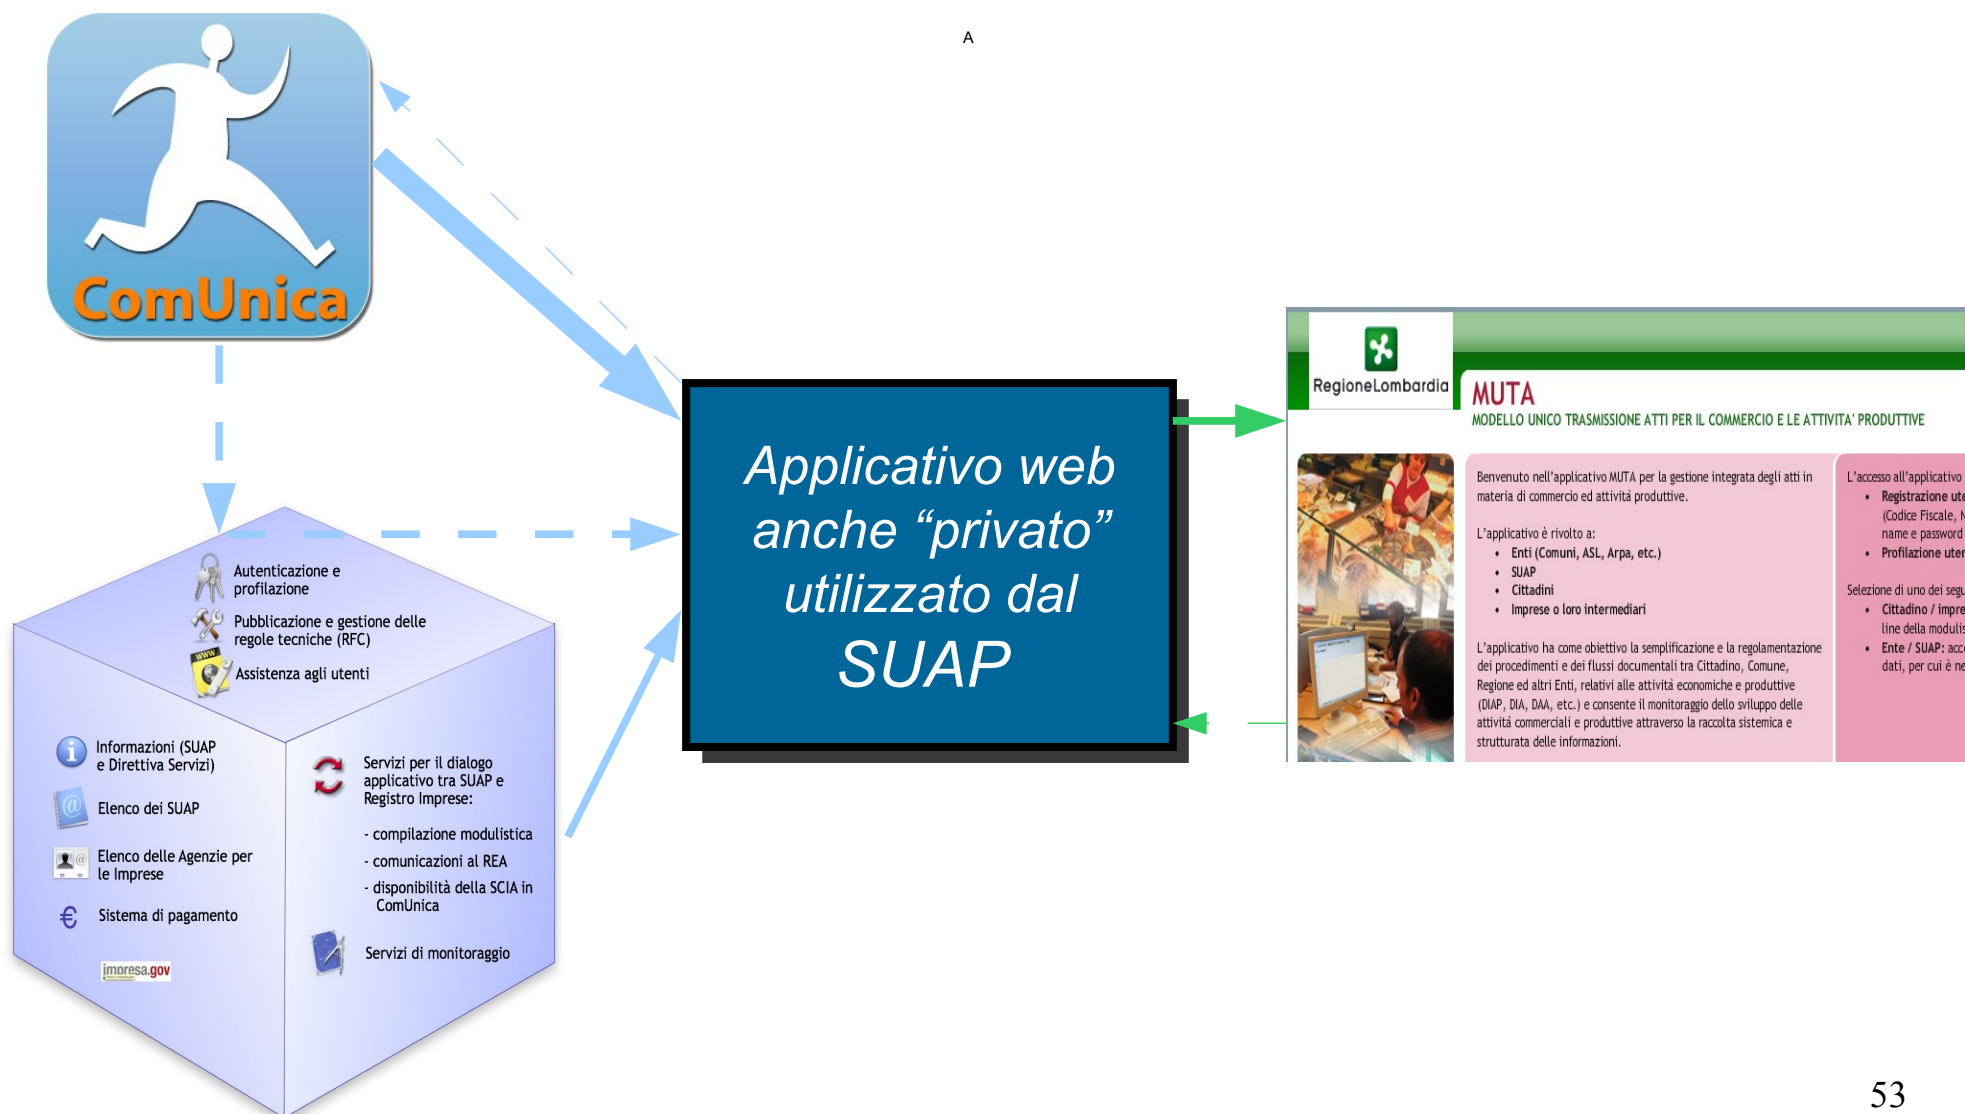 A
ComUnica
Autenticazione e
profilazione
Pubblicazione e gestione delle
regole tecniche (RFC)
WWW
Assistenza agli utenti
Informazioni (SUAP
e Direttiva Servizi)
Elenco dei SUAP
Elenco delle Agenzie per
le Imprese
€ Sistema di pagamento
impresa.gov
Servizi per il dialogo
applicativo tra SUAP e
Registro Imprese:
- compilazione modulistica
- comunicazioni al REA
- disponibilità della SCIA in
ComUnica
Servizi di monitoraggio
Applicativo web
anche “privato”
utilizzato dal
SUAP
RegioneLombardia
MUTA
MODELLO UNICO TRASMISSIONE ATTI PER IL COMMERCIO E LE ATTIVITA' PRODUTTIVE
Benvenuto nell'applicativo MUTA per la gestione integrata degli atti in
materia di commercio ed attività produttive.
L'applicativo è rivolto a:
• Enti (Comuni, ASL, Arpa, etc.)
• SUAP
• Cittadini
• Imprese o loro intermediari
L'applicativo ha come obiettivo la semplificazione e la regolamentazione
dei procedimenti e dei flussi documentali tra Cittadino, Comune,
Regione ed altri Enti, relativi alle attività economiche e produttive
(DIAP, DIA, DAA, etc.) e consente il monitoraggio dello sviluppo delle
attività commerciali e produttive attraverso la raccolta sistemica e
strutturata delle informazioni.
L'accesso all'applicativo
• Registrazione ute
(Codice Fiscale, N
name e password
• Profilazione uten
Selezione di uno dei segu
• Cittadino / impre
line della modulis
• Ente / SUAP: acc
dati, per cui è ne
53